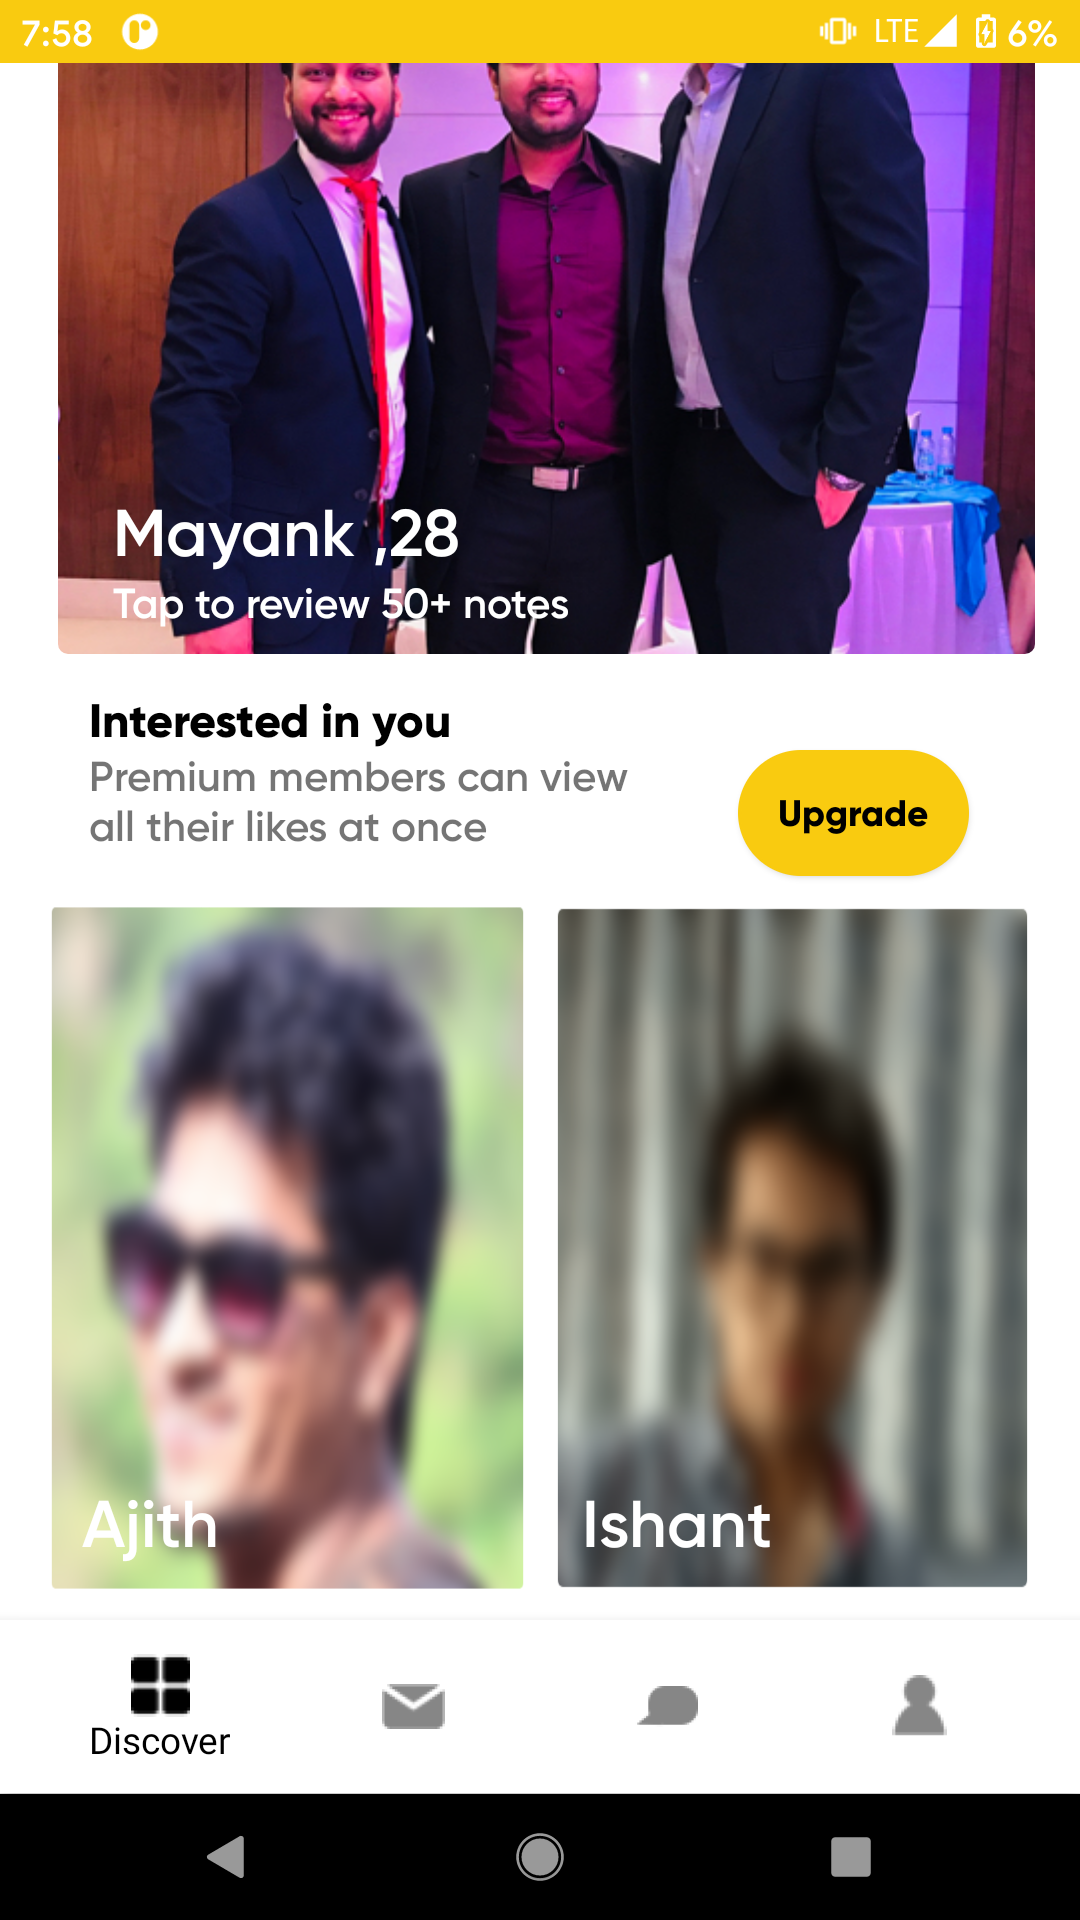 7:58 LTE 6%
Mayank ,28
Tap to review 50+ notes
Interested in you
Premium members can view
all their likes at once
Upgrade
Ajith
Ishant
Discover